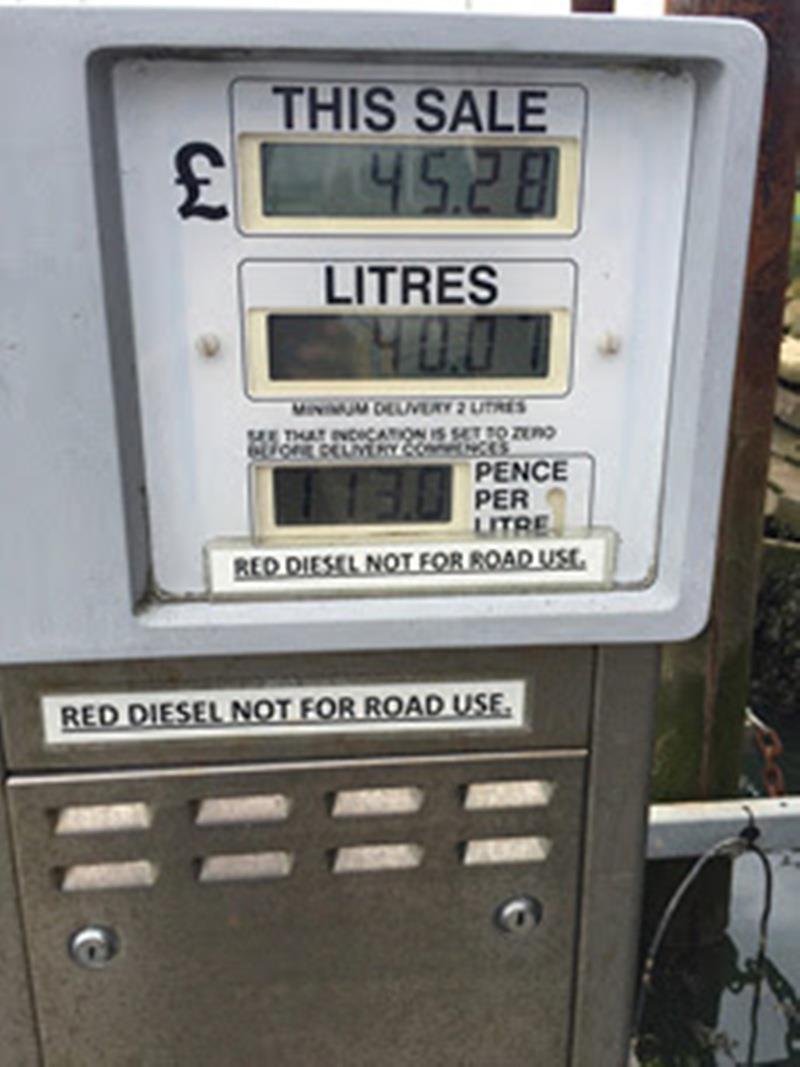 THIS SALE
£ 45.28
LITRES
40.07
MINIMUM DELIVERY 2 LITRES
SEE THAT INDICATION IS SET TO ZERO
BEFORE DELIVERY COMMENCES
113.0
PENCE
PER
LITRE
RED DIESEL NOT FOR ROAD USE.
RED DIESEL NOT FOR ROAD USE.